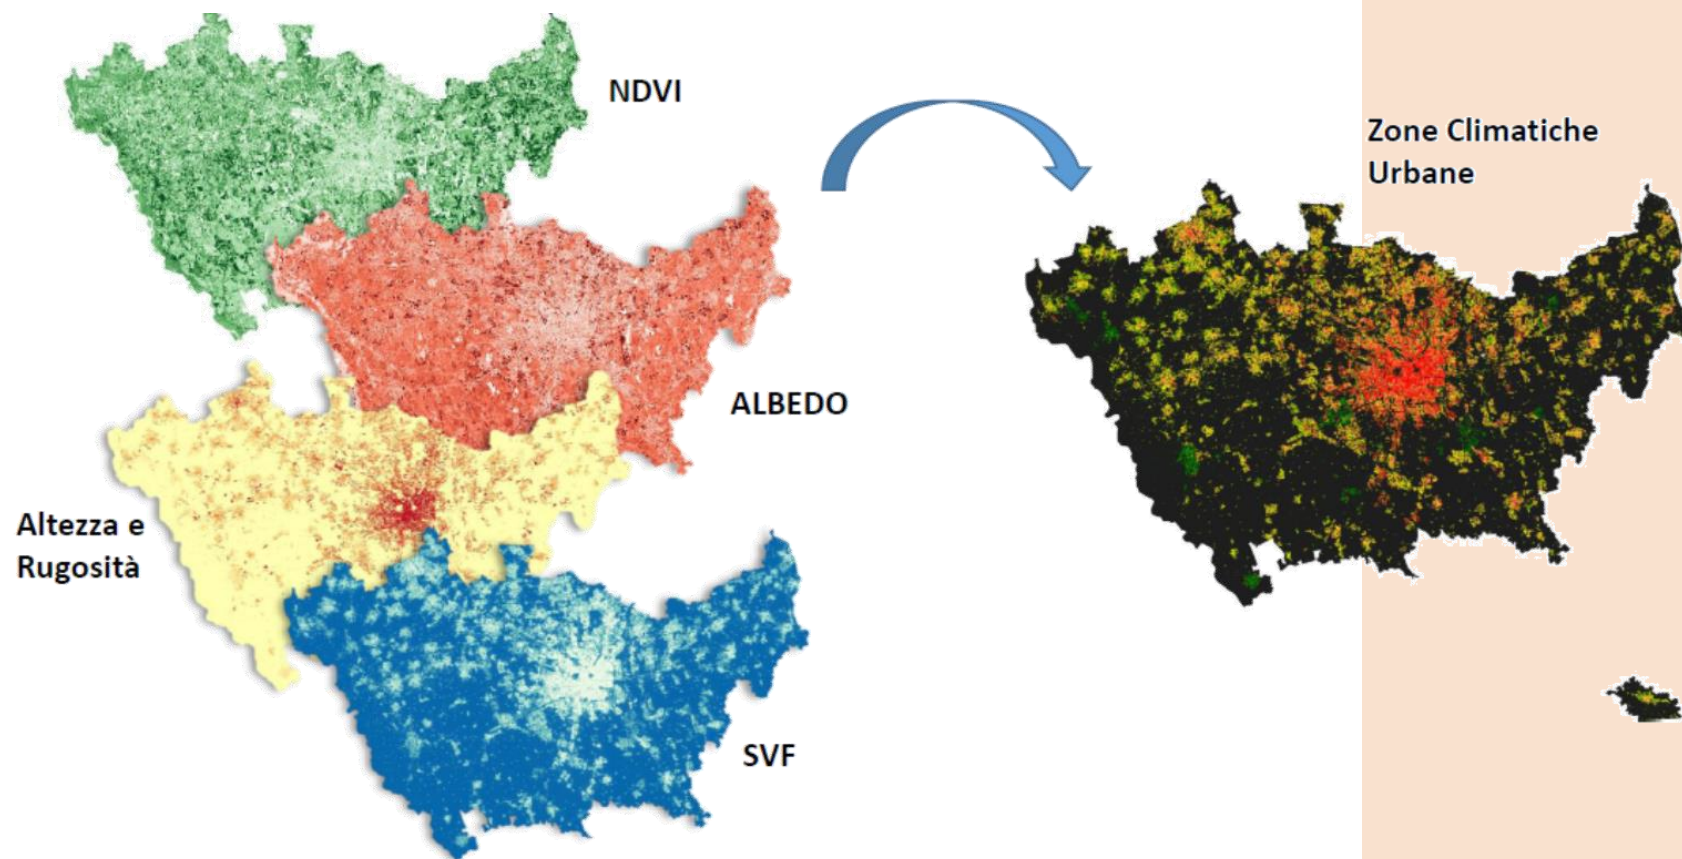 NDVI
Zone Climatiche
Urbane
ALBEDO
Altezza e
Rugosità
SVF